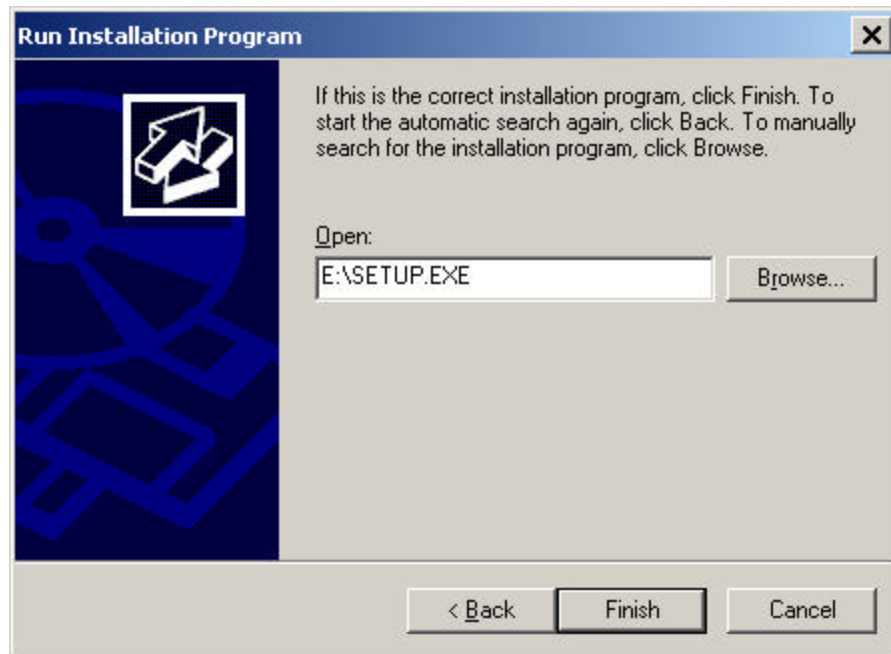 Run Installation Program
If this is the correct installation program, click Finish. To
start the automatic search again, click Back. To manually
search for the installation program, click Browse.
Open:
E:\SETUP.EXE
Browse...
< Back
Finish
Cancel